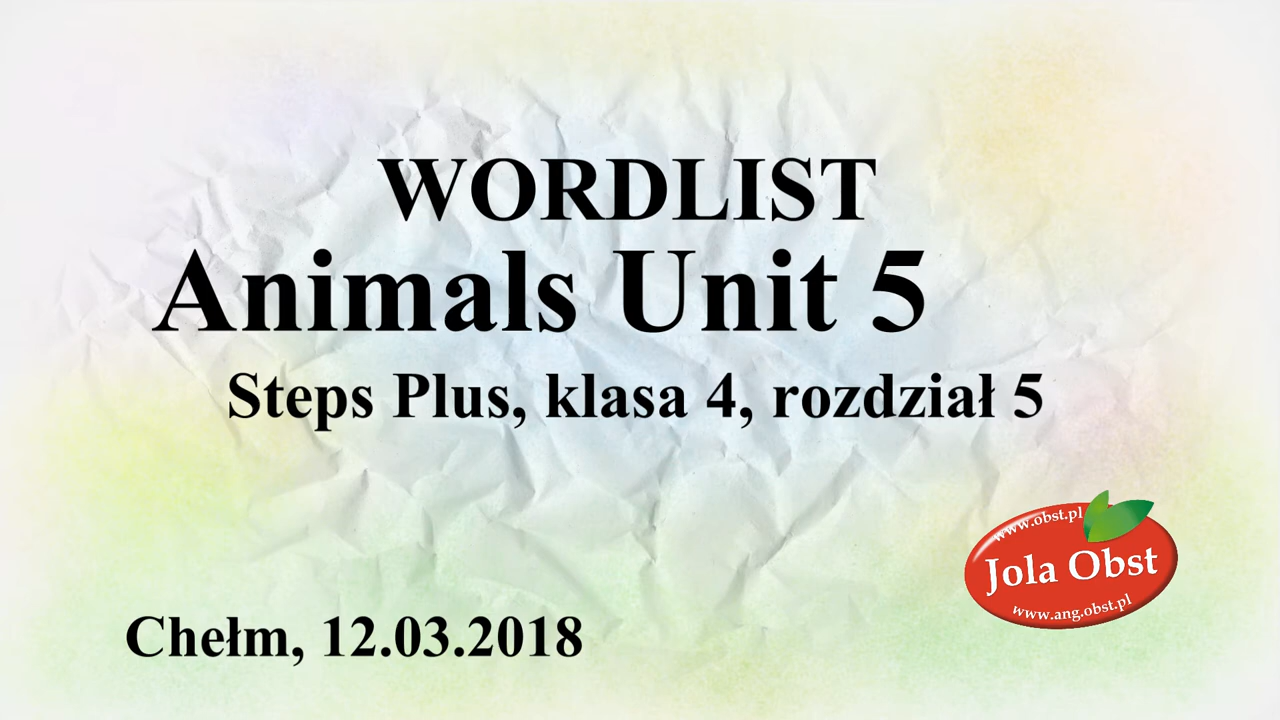 WORDLIST
Animals Unit 5
Steps Plus, klasa 4, rozdział 5
www.obst.pl
Jola Obst
www.ang.obst.pl
Chełm, 12.03.2018